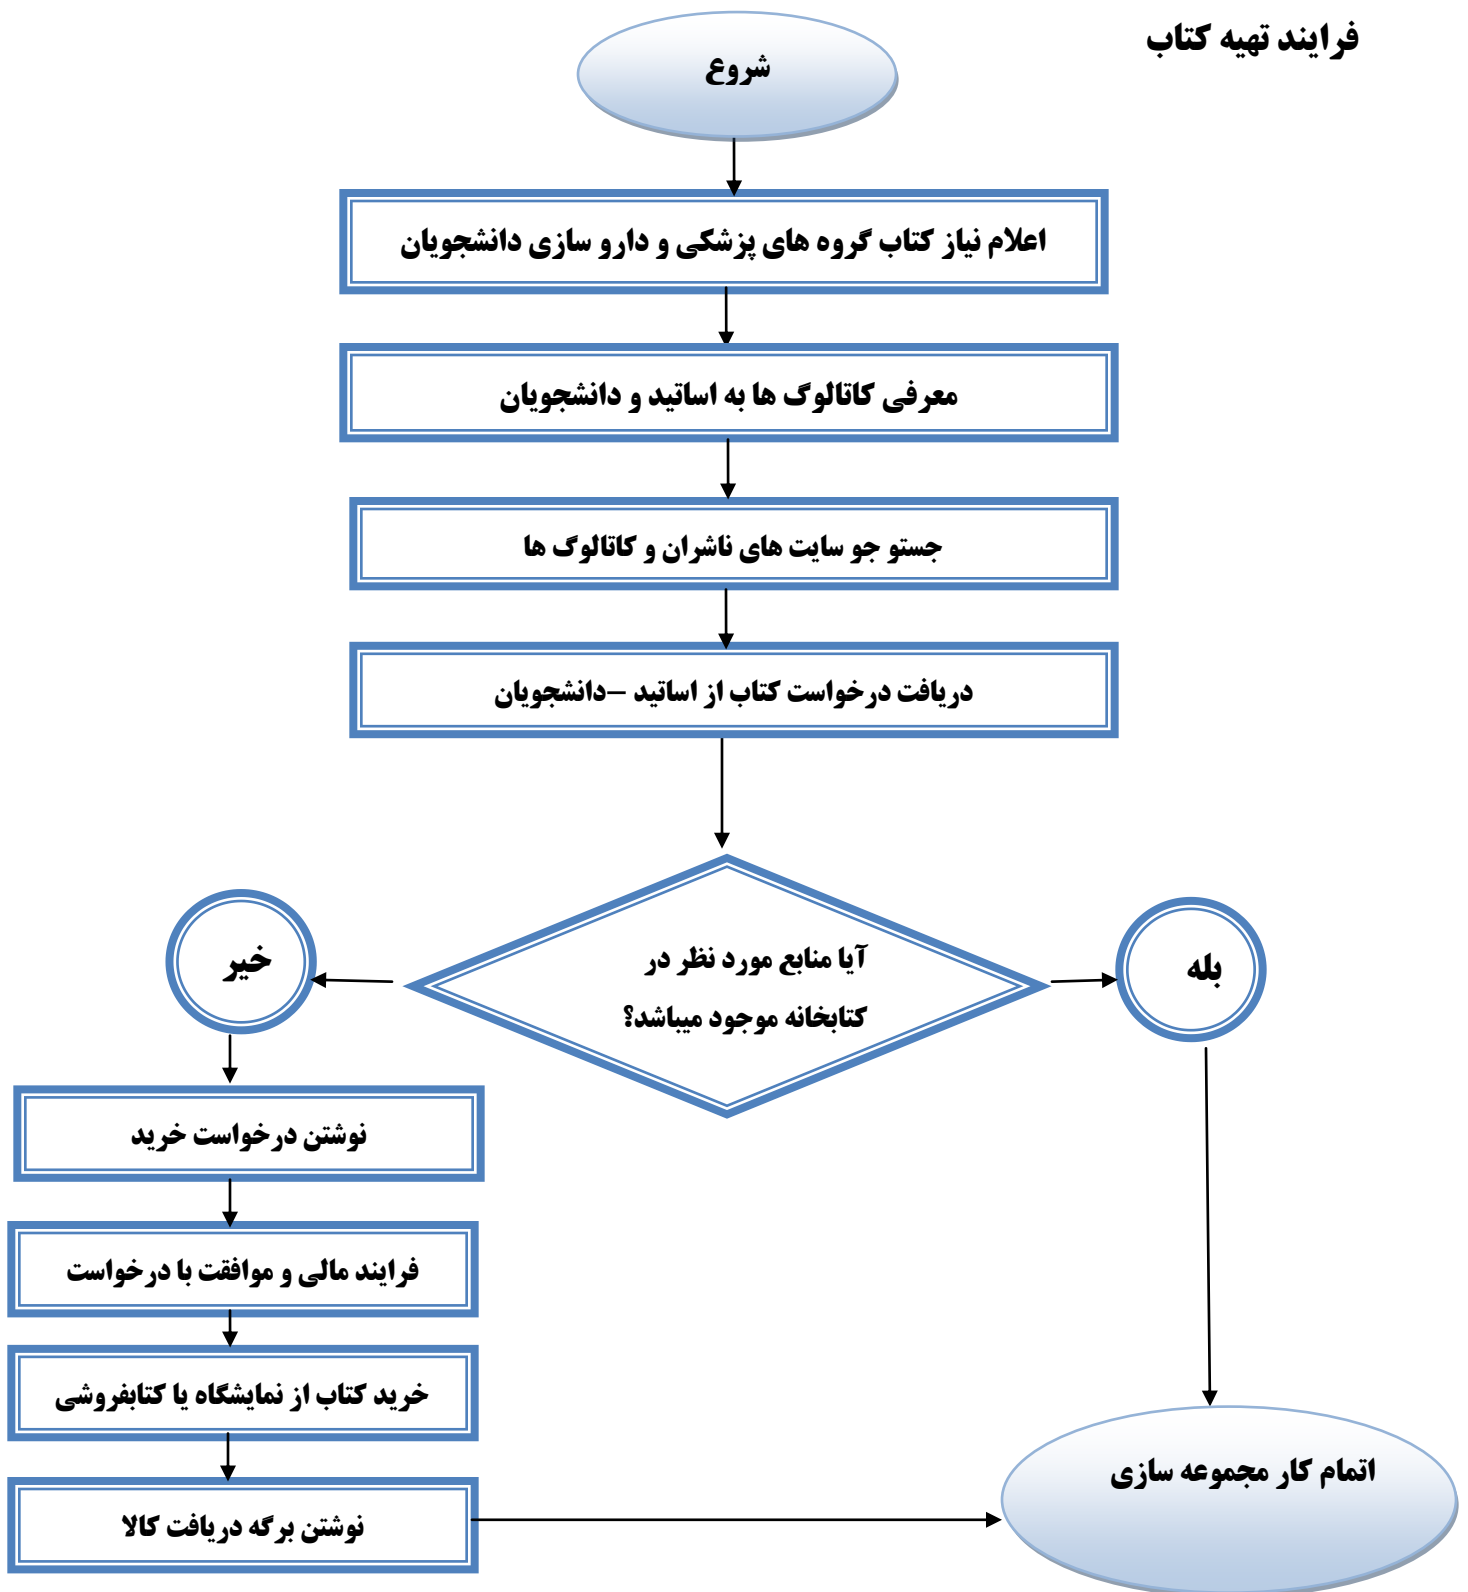 فرایند تهیه کتاب
شروع
اعلام نیاز کتاب گروه های پزشکی و دارو سازی دانشجویان
معرفی کاتالوگ ها به اساتید و دانشجویان
جستو جو سایت های ناشران و کاتالوگ ها
دریافت درخواست کتاب از اساتید –دانشجویان
آیا منابع مورد نظر در
کتابخانه موجود میباشد؟
بله
خیر
نوشتن درخواست خرید
فرایند مالی و موافقت با درخواست
خرید کتاب از نمایشگاه یا کتابفروشی
نوشتن برگه دریافت کالا
اتمام کار مجموعه سازی